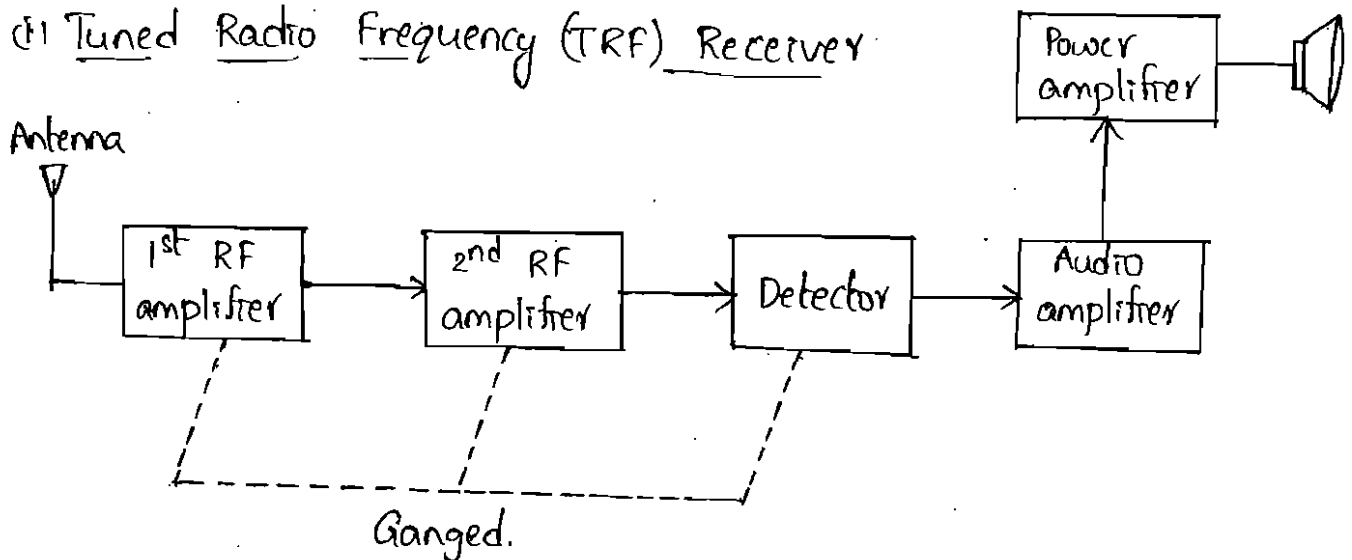 Tuned Radio Frequency (TRF) Receiver
Power
amplifier
Antenna
1st RF
amplifier
2nd RF
amplifier
Detector
Audio
amplifier
Ganged.